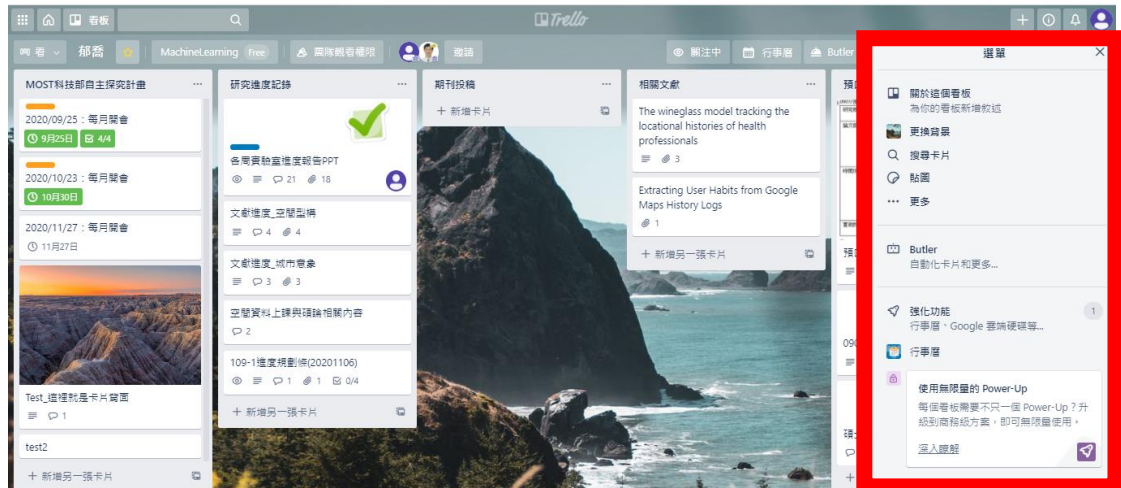 看板
Trello
看
郁喬
MachineLearning Free
團隊觀看權限
邀請
關注中
行事曆
Butler
MOST科技部自主探究計畫
2020/09/25：每月開會
9月25日
4/4
2020/10/23：每月開會
10月30日
2020/11/27：每月開會
11月27日
Test_這裡就是卡片背面
1
test2
+ 新增另一張卡片
研究進度記錄
各周實驗室進度報告PPT
21
18
文獻進度_空間型構
4
4
文獻進度_城市意象
3
3
空間資料上課與碩論相關內容
2
109-1進度規劃條(20201106)
1
1
0/4
+ 新增另一張卡片
期刊投稿
+ 新增卡片
相關文獻
The wineglass model tracking the
locational histories of health
professionals
3
Extracting User Habits from Google
Maps History Logs
1
+ 新增另一張卡片
選單
關於這個看板
為你的看板新增敘述
更換背景
搜尋卡片
貼圖
更多
Butler
自動化卡片和更多...
強化功能
1
行事曆、Google 雲端硬碟等...
行事曆
使用無限量的 Power-Up
每個看板需要不只一個 Power-Up？升
級到商務級方案，即可無限量使用。
深入瞭解